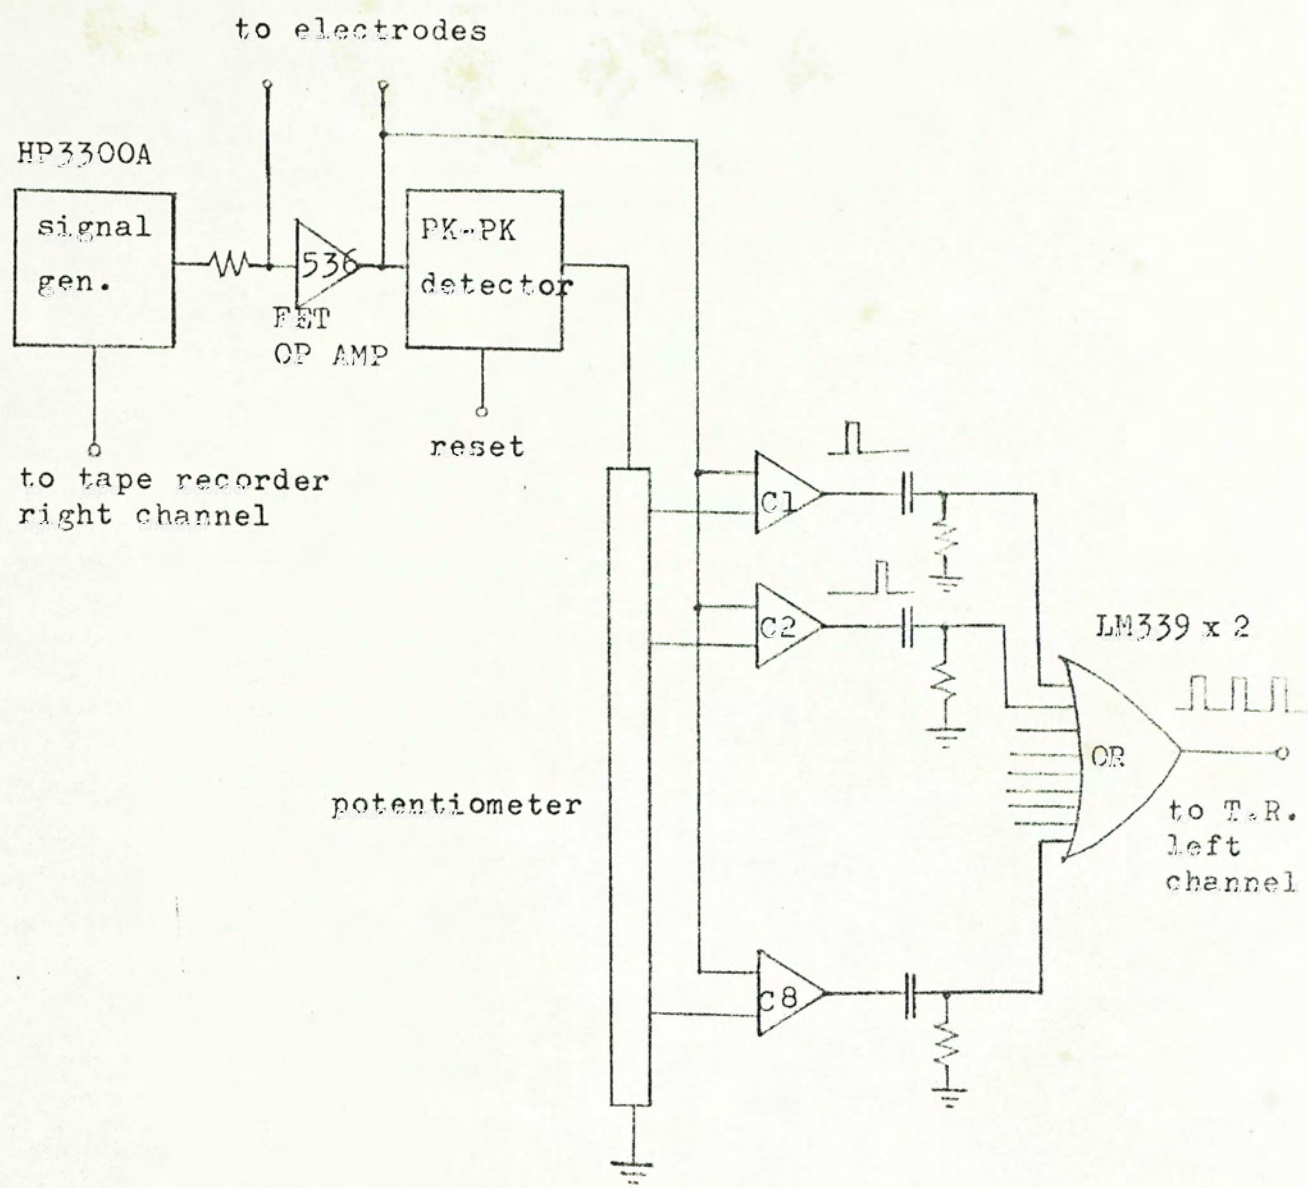 to electrodes
HP3300A
signal
gen.
536
FET
OP AMP
PK-PK
detector
reset
to tape recorder
right channel
C1
C2
LM339 x 2
OR
potentiometer
to T.R.
left
channel
C8